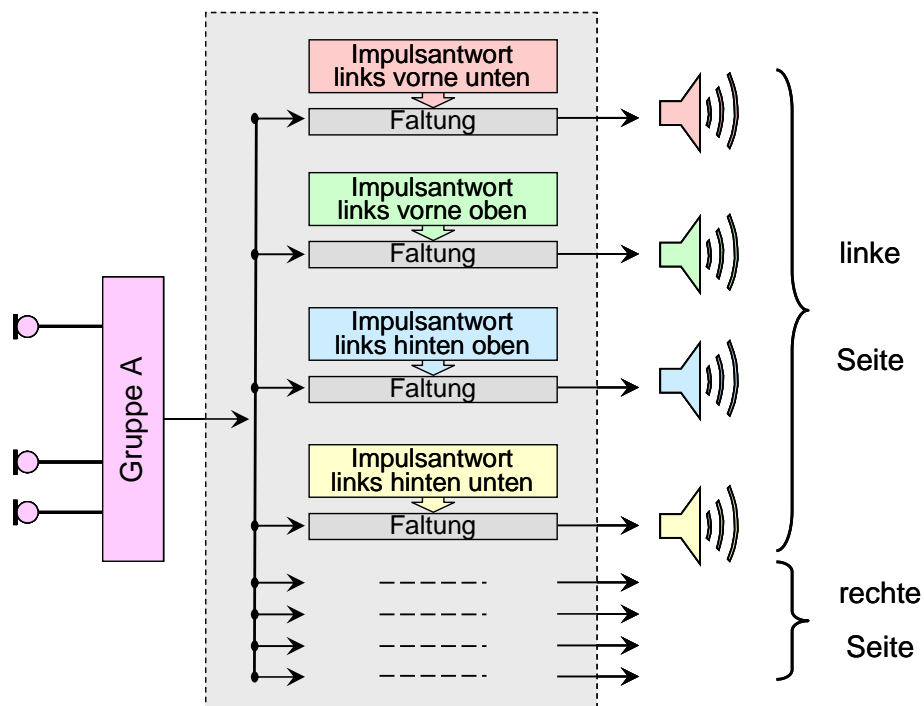 Impulsantwort
links vorne unten
Faltung
Impulsantwort
links vorne oben
Faltung
linke
Gruppe A
Impulsantwort
links hinten oben
Faltung
Seite
Impulsantwort
links hinten unten
Faltung
rechte
Seite